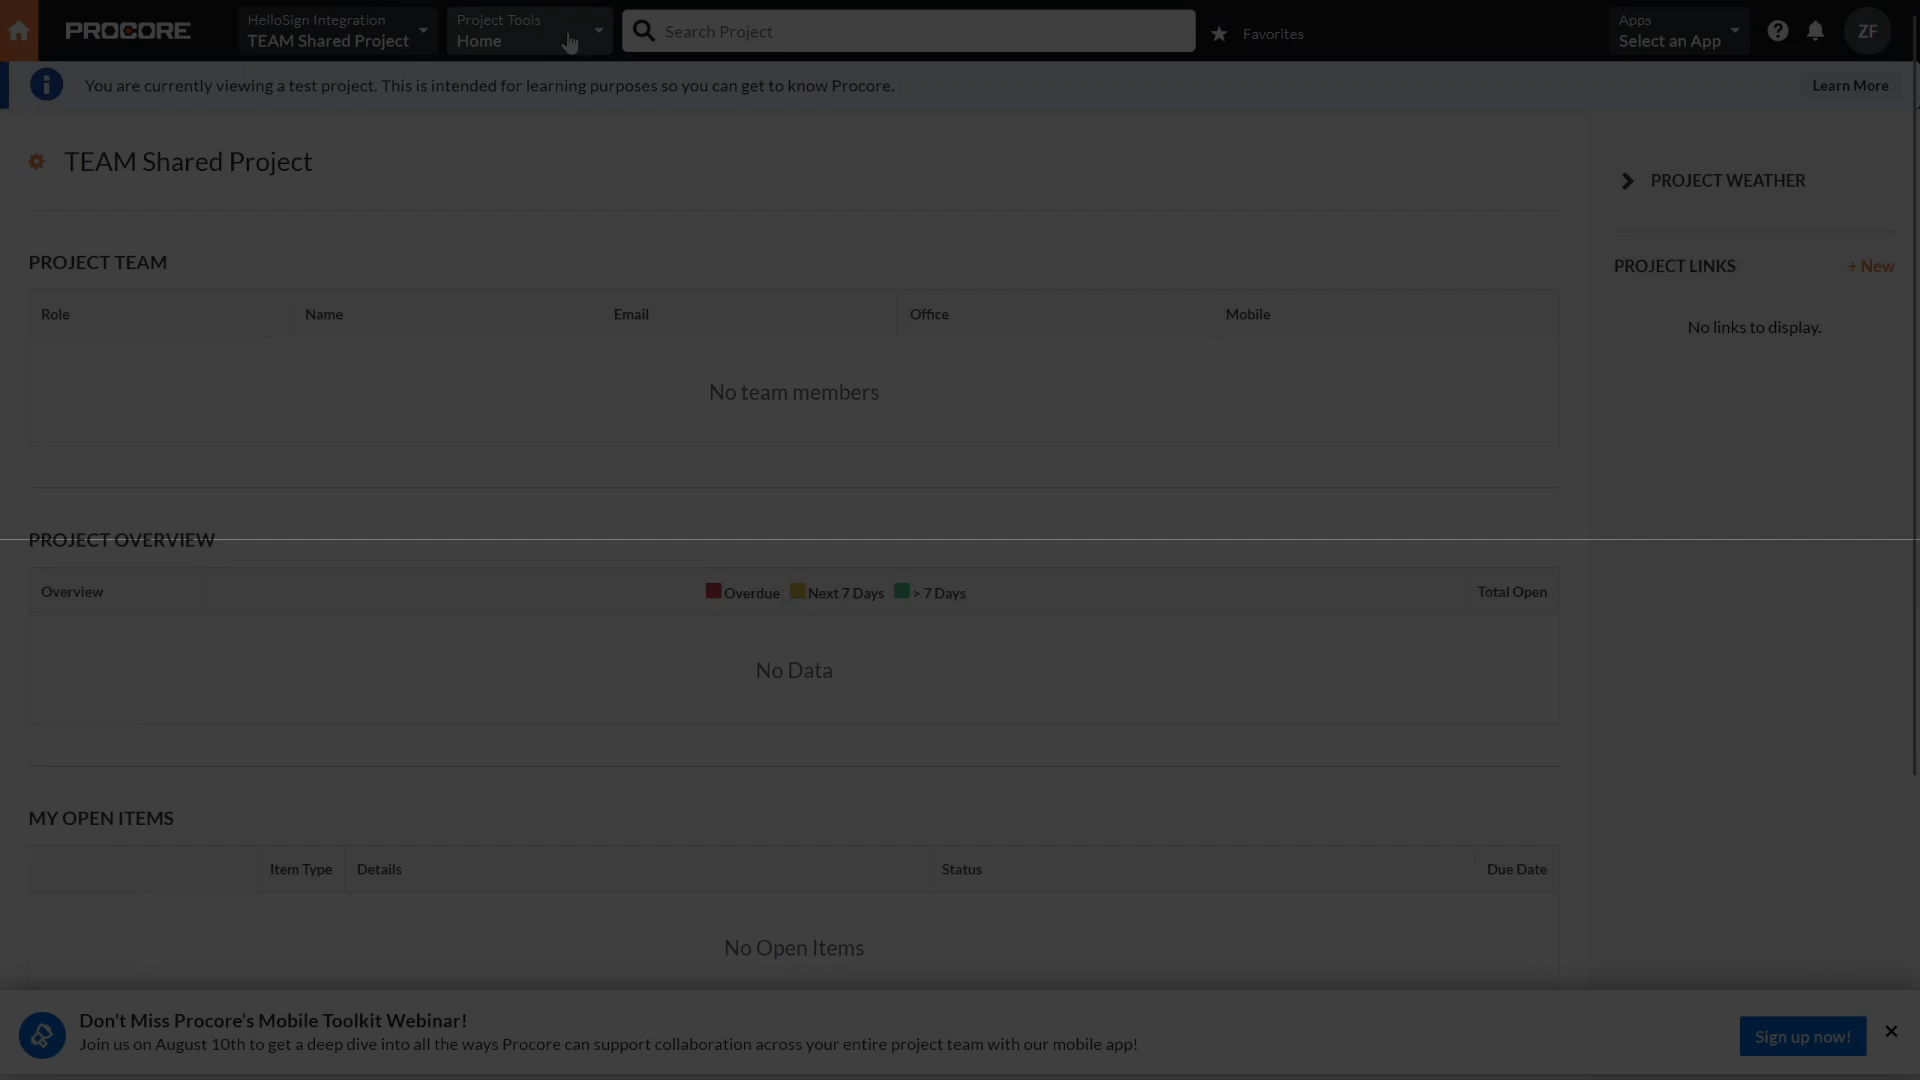 PROCORE
HelloSign Integration
TEAM Shared Project
Project Tools
Home
Search Project
Favorites
Apps
Select an App
ZF
You are currently viewing a test project. This is intended for learning purposes so you can get to know Procore.
Learn More
TEAM Shared Project
PROJECT WEATHER
PROJECT TEAM
PROJECT LINKS
+ New
Role Name Email Office Mobile
No links to display.
No team members
PROJECT OVERVIEW
Overview Overdue Next 7 Days > 7 Days Total Open
No Data
MY OPEN ITEMS
Item Type Details Status Due Date
No Open Items
Don't Miss Procore's Mobile Toolkit Webinar!
Join us on August 10th to get a deep dive into all the ways Procore can support collaboration across your entire project team with our mobile app!
Sign up now!